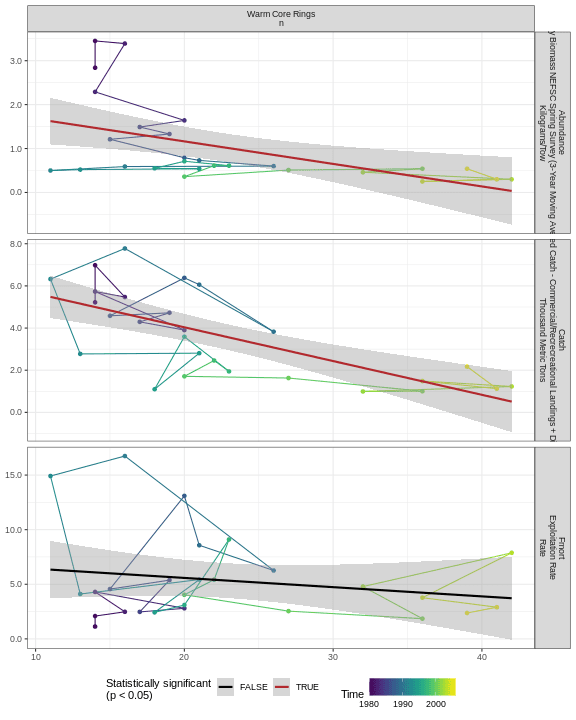 Warm Core Rings
n
3.0
2.0
1.0
0.0
Abundance
y Biomass NEFSC Spring Survey (3-Year Moving Ave
Kilograms/tow
8.0
6.0
4.0
2.0
0.0
Catch
ed Catch - Commercial/Recreational Landings + D
Thousand Metric Tons
15.0
10.0
5.0
0.0
Fmort
Exploitation Rate
Rate
10 20 30 40
Statistically significant
(p < 0.05)
FALSE TRUE
Time
1980 1990 2000